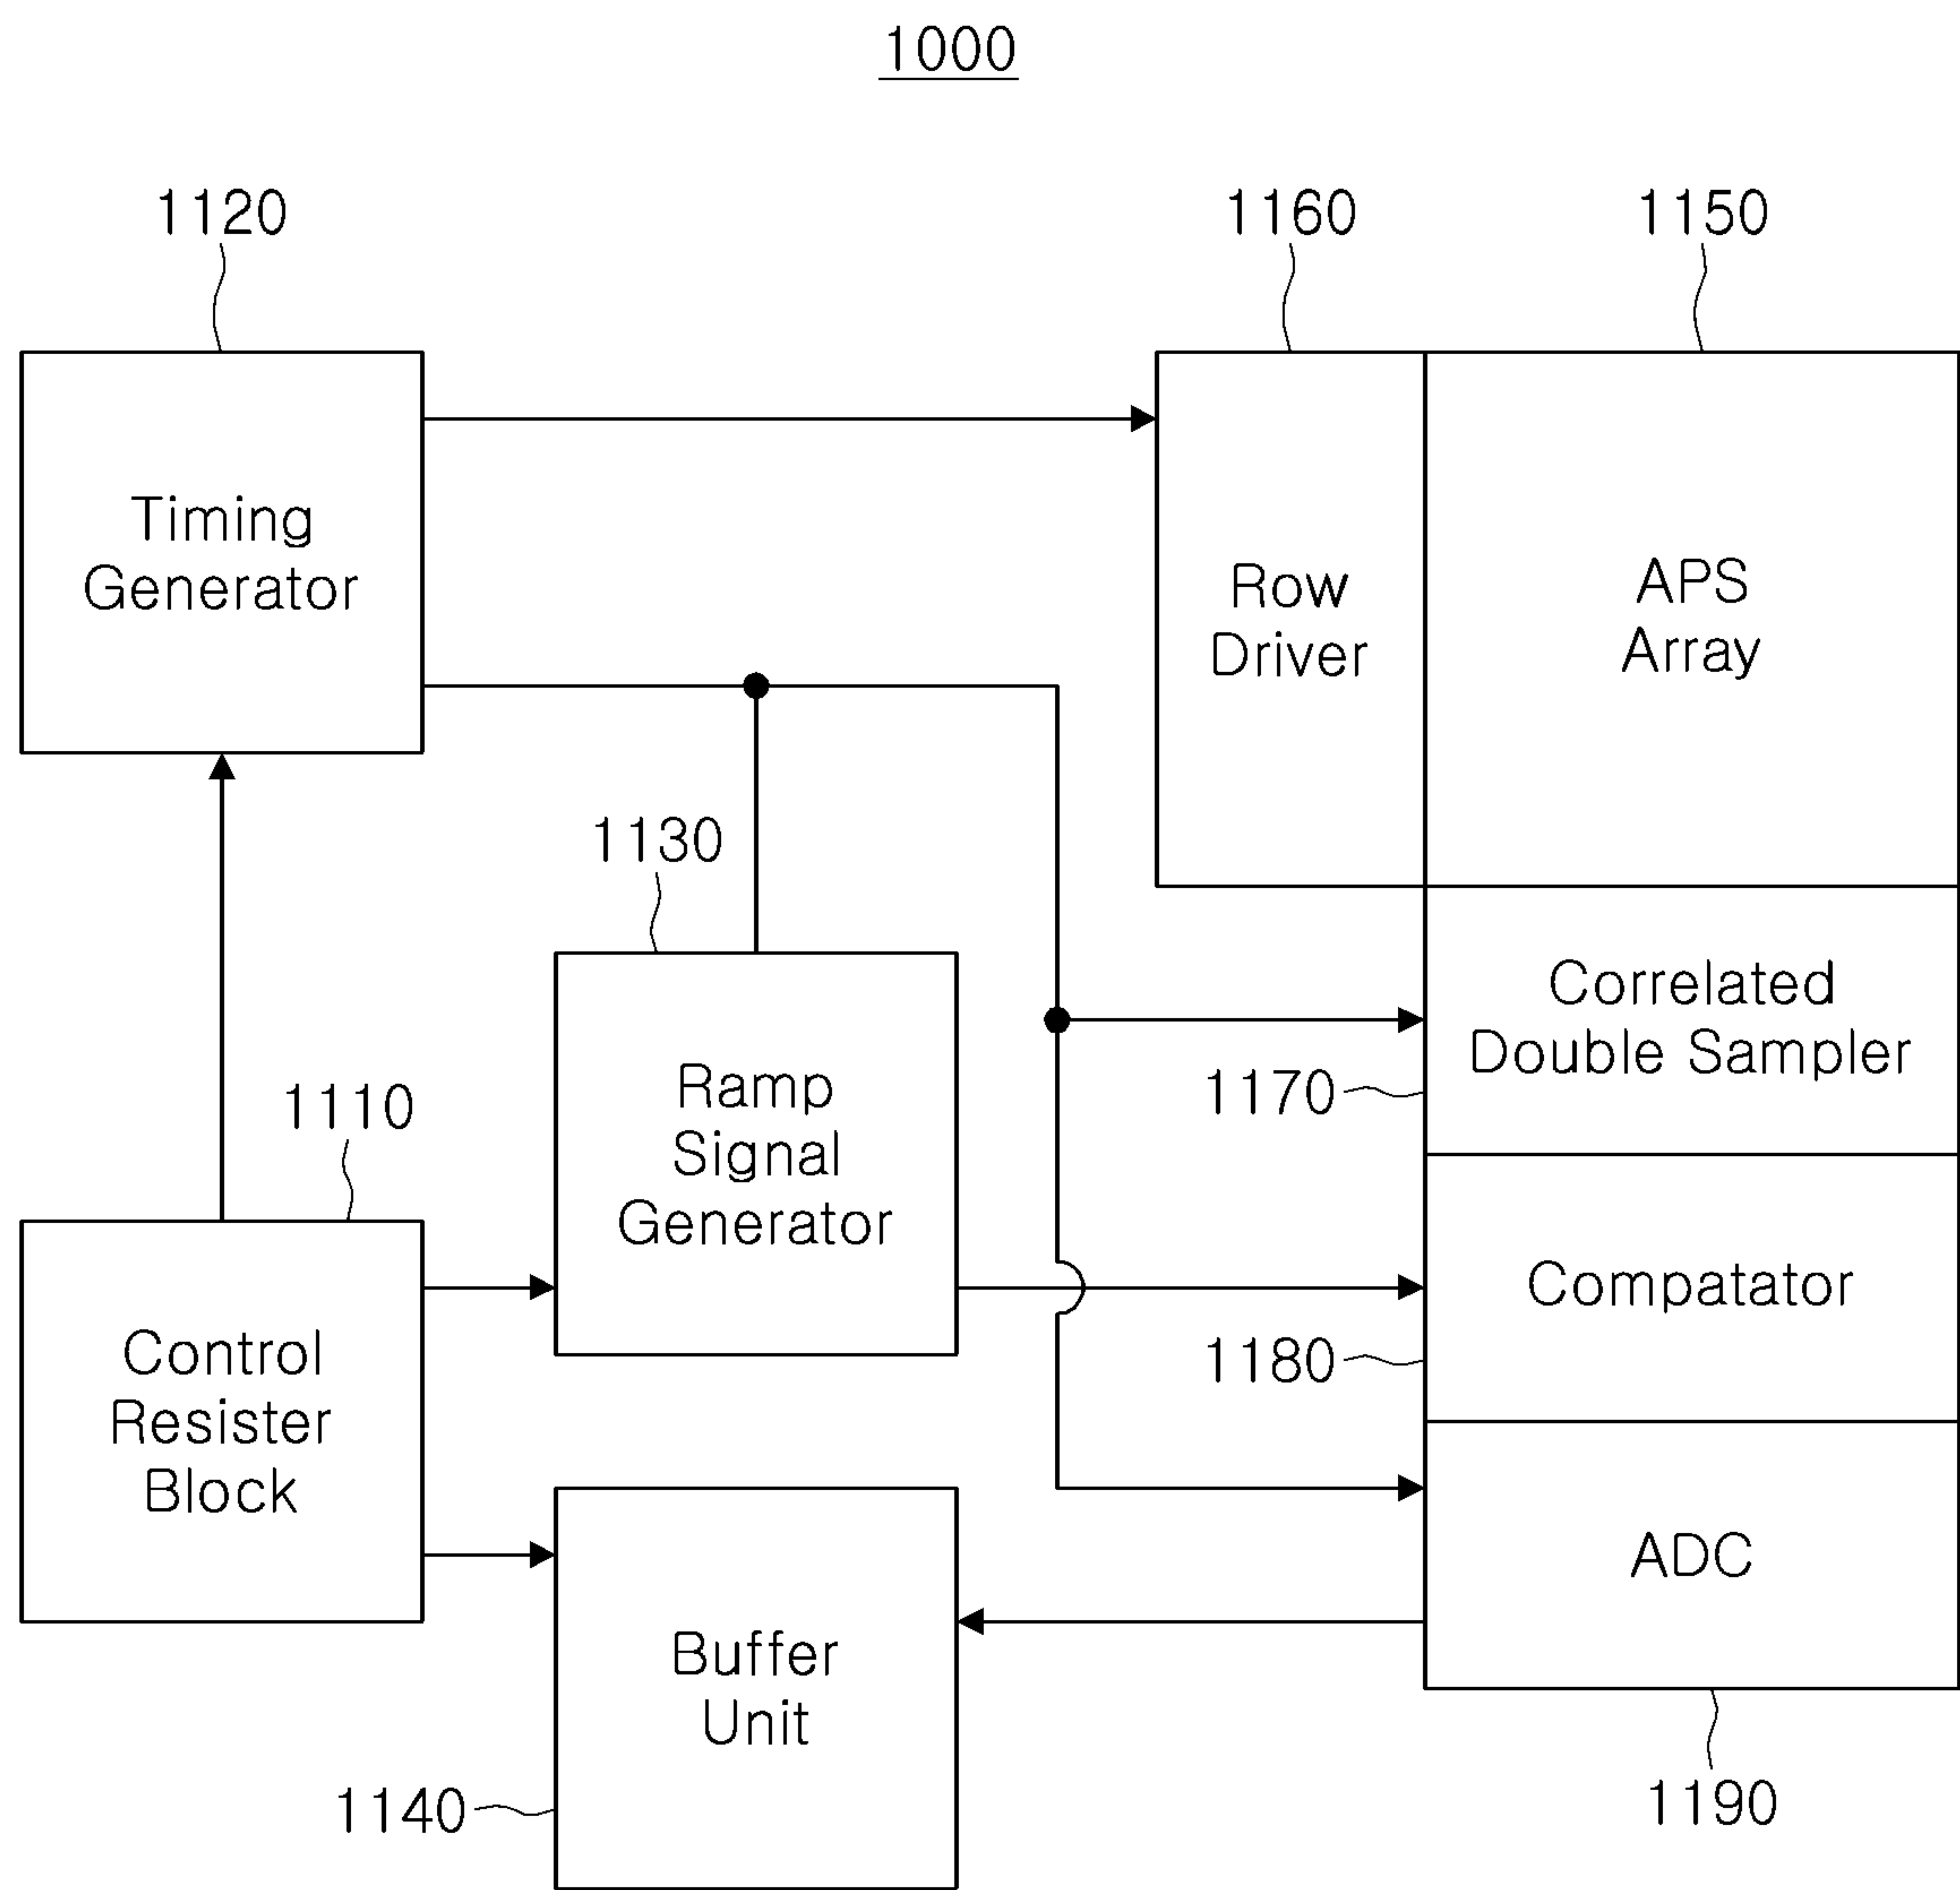 1000
1120
1160
1150
Timing
Generator
Row
Driver
APS
Array
1130
Correlated
Double Sampler
1170
Ramp
Signal
Generator
1110
Compatator
1180
Control
Resister
Block
ADC
Buffer
Unit
1140
1190